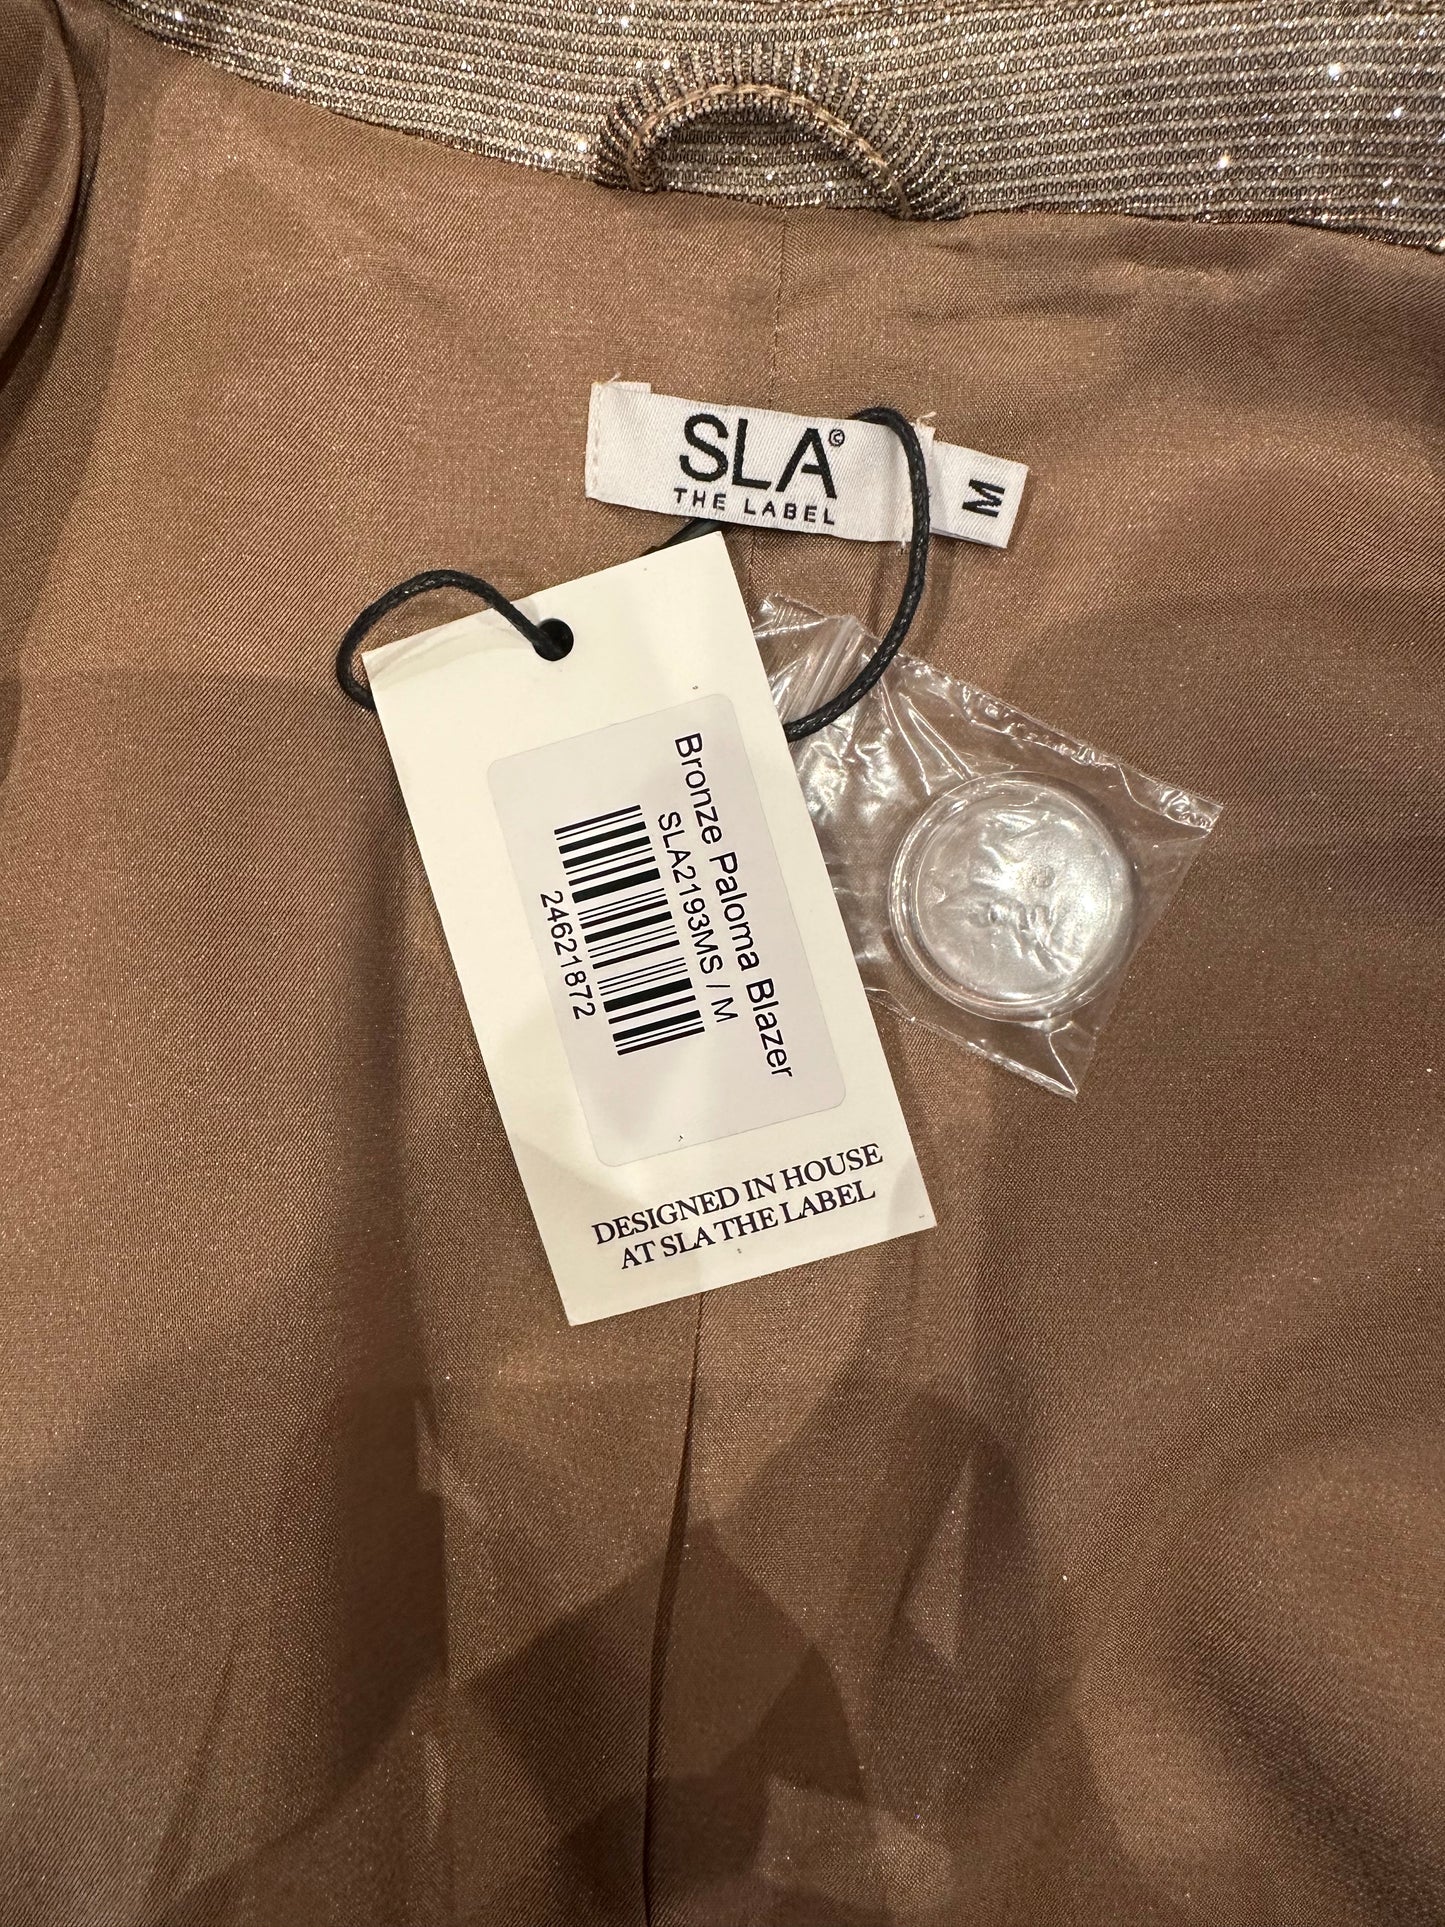 SLA©
THE LABEL
M
Bronze Paloma Blazer
SLA2193MS / M
24621872
DESIGNED IN HOUSE
AT SLA THE LABEL